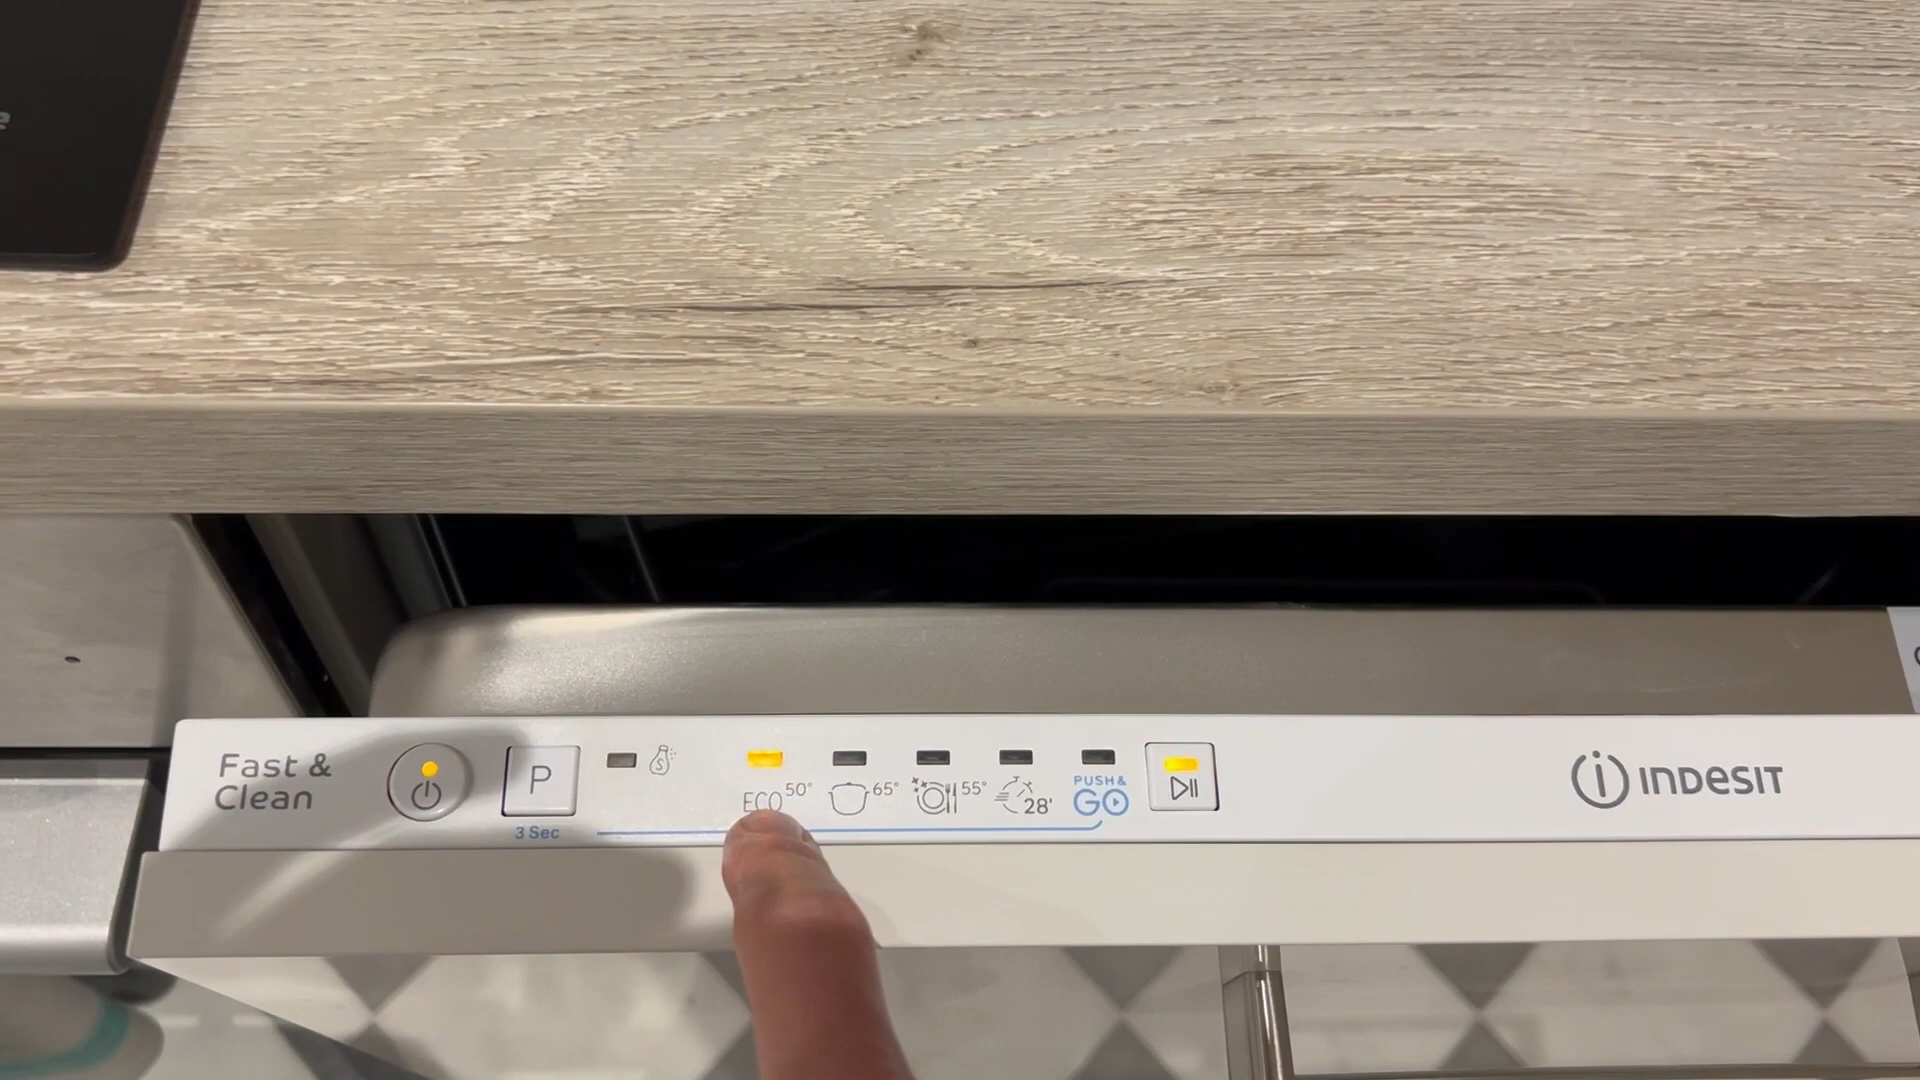 Fast &
Clean
P
3 Sec
S
ECO 50°
65°
55°
28'
PUSH &
GO
INDESIT